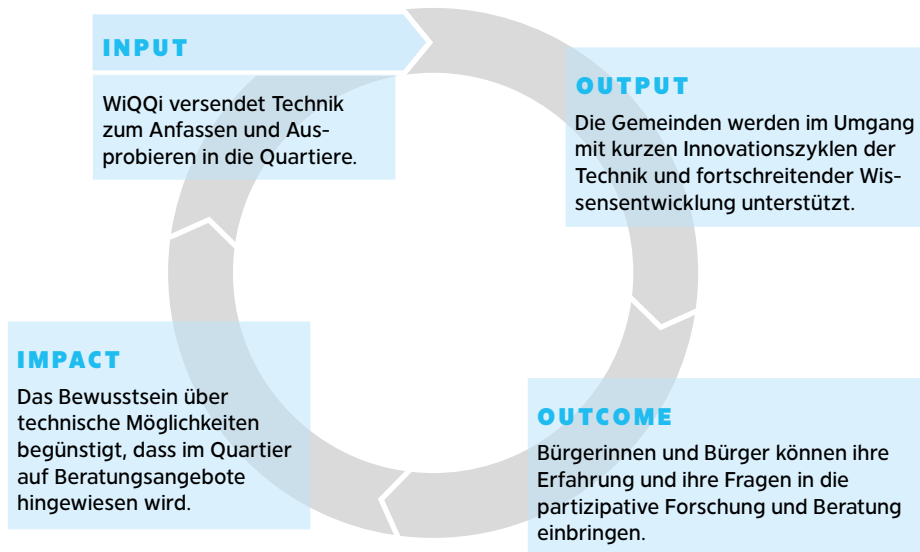 INPUT
WiQQi versendet Technik
zum Anfassen und Aus-
probieren in die Quartiere.
OUTPUT
Die Gemeinden werden im Umgang
mit kurzen Innovationszyklen der
Technik und fortschreitender Wis-
sensentwicklung unterstützt.
OUTCOME
Bürgerinnen und Bürger können ihre
Erfahrung und ihre Fragen in die
partizipative Forschung und Beratung
einbringen.
IMPACT
Das Bewusstsein über
technische Möglichkeiten
begünstigt, dass im Quartier
auf Beratungsangebote
hingewiesen wird.